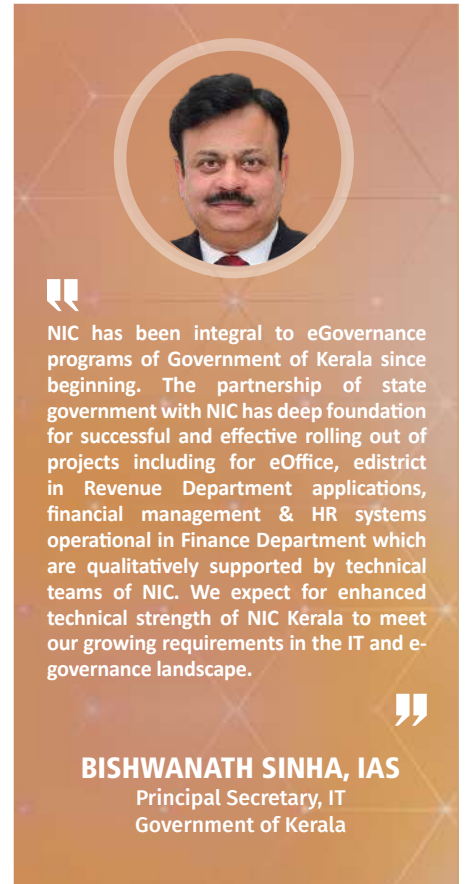 NIC has been integral to eGovernance
programs of Government of Kerala since
beginning. The partnership of state
government with NIC has deep foundation
for successful and effective rolling out of
projects including for eOffice, edistrict
in Revenue Department applications,
financial management & HR systems
operational in Finance Department which
are qualitatively supported by technical
teams of NIC. We expect for enhanced
technical strength of NIC Kerala to meet
our growing requirements in the IT and e-
governance landscape.
BISHWANATH SINHA, IAS
Principal Secretary, IT
Government of Kerala